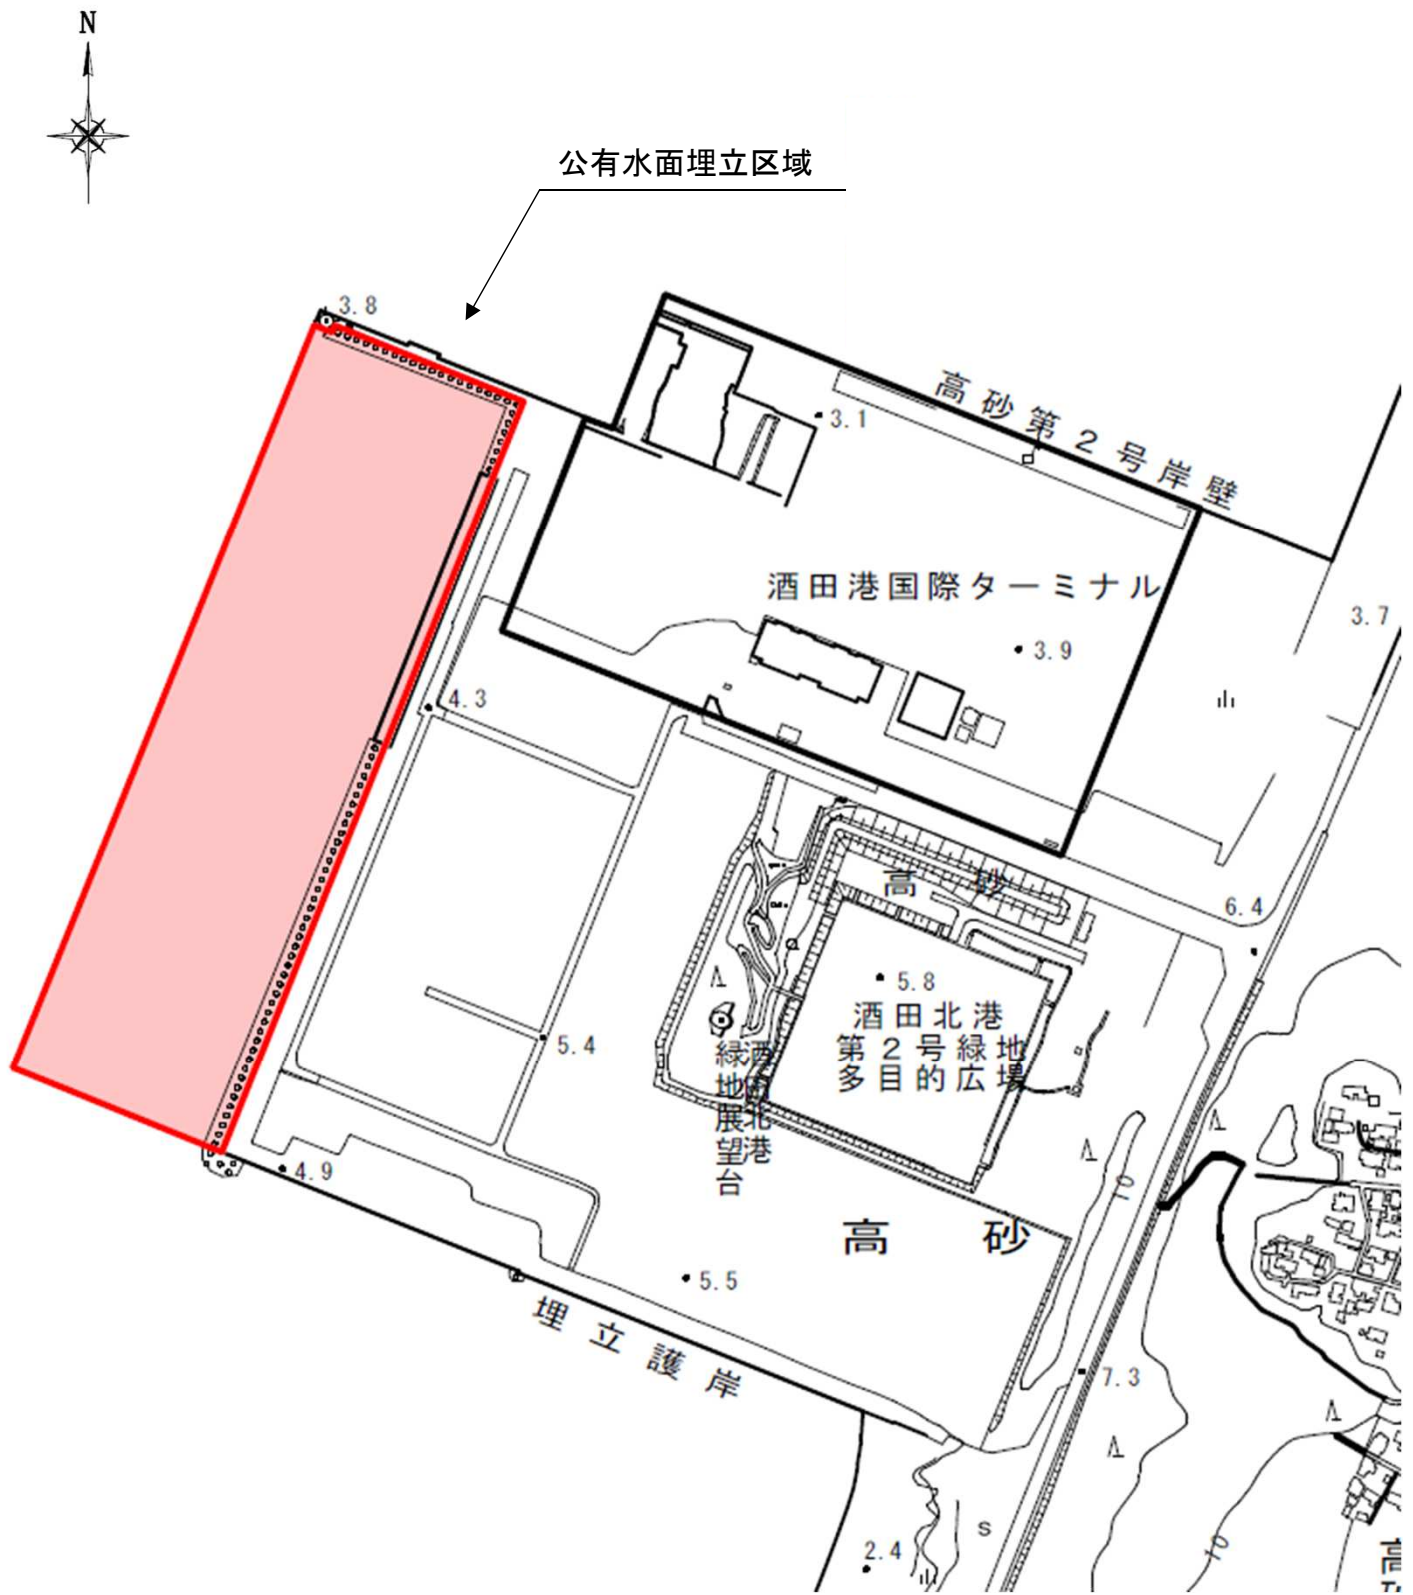 N
公有水面埋立区域
3.8
高砂第2号岸壁
3.1
酒田港国際ターミナル
3.7
3.9
4.3
高砂
6.4
5.8
酒田北港
第2号緑地
多目的広場
5.4
酒田北港
緑地展望台
4.9
10
高砂
5.5
埋立護岸
7.3
S
2.4
10